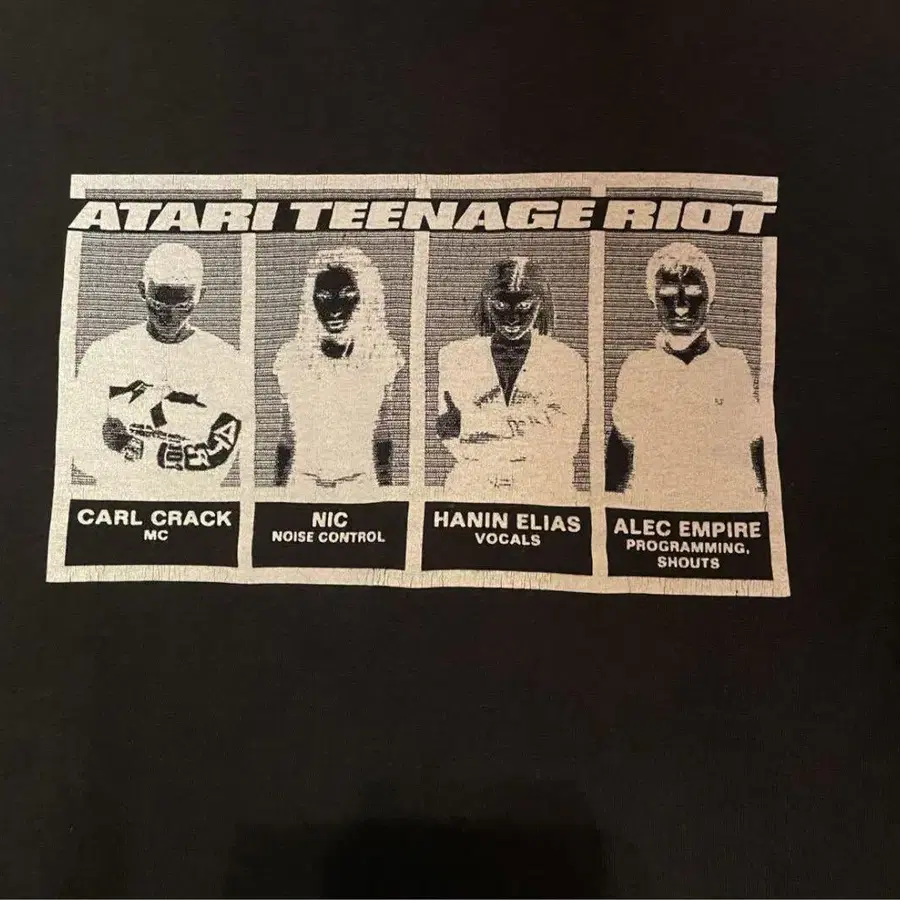 ATARI TEENAGE RIOT
CARL CRACK
MC
NIC
NOISE CONTROL
HANIN ELIAS
VOCALS
ALEC EMPIRE
PROGRAMMING,
SHOUTS